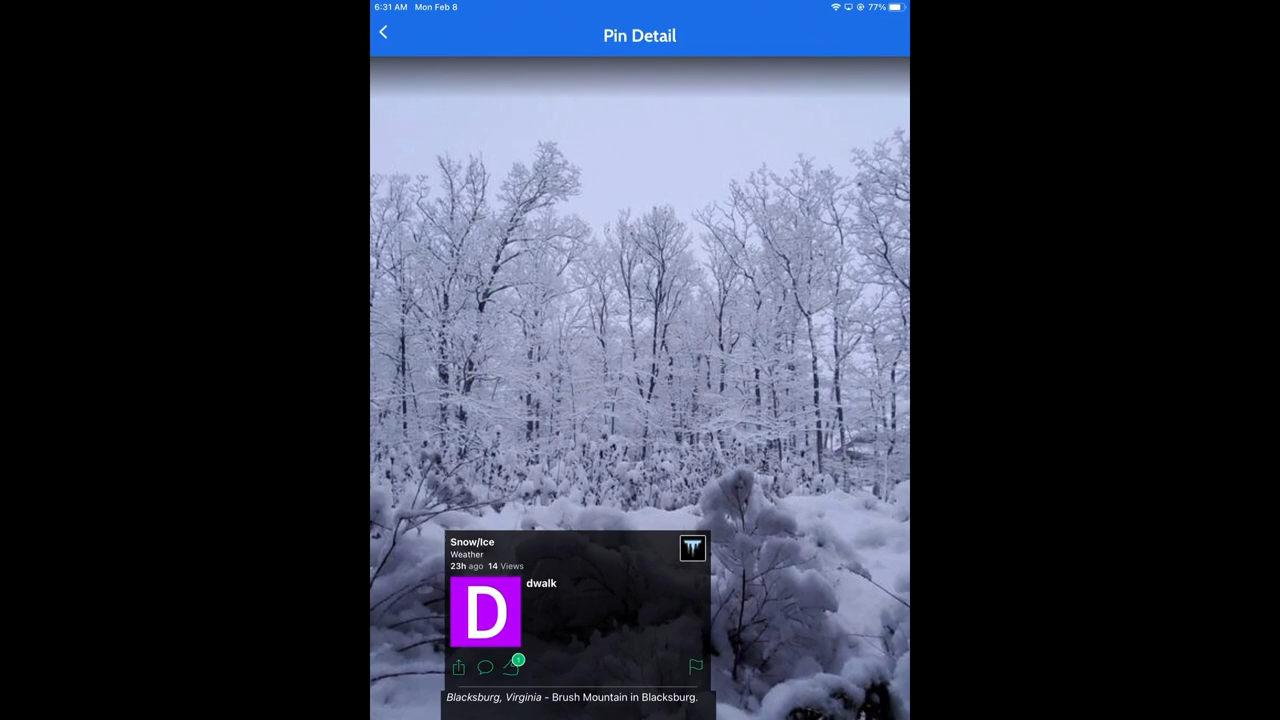 6:31 AM Mon Feb 8 77%
Pin Detail
Snow/Ice
Weather
23h ago 14 Views
D
dwalk
1
Blacksburg, Virginia - Brush Mountain in Blacksburg.